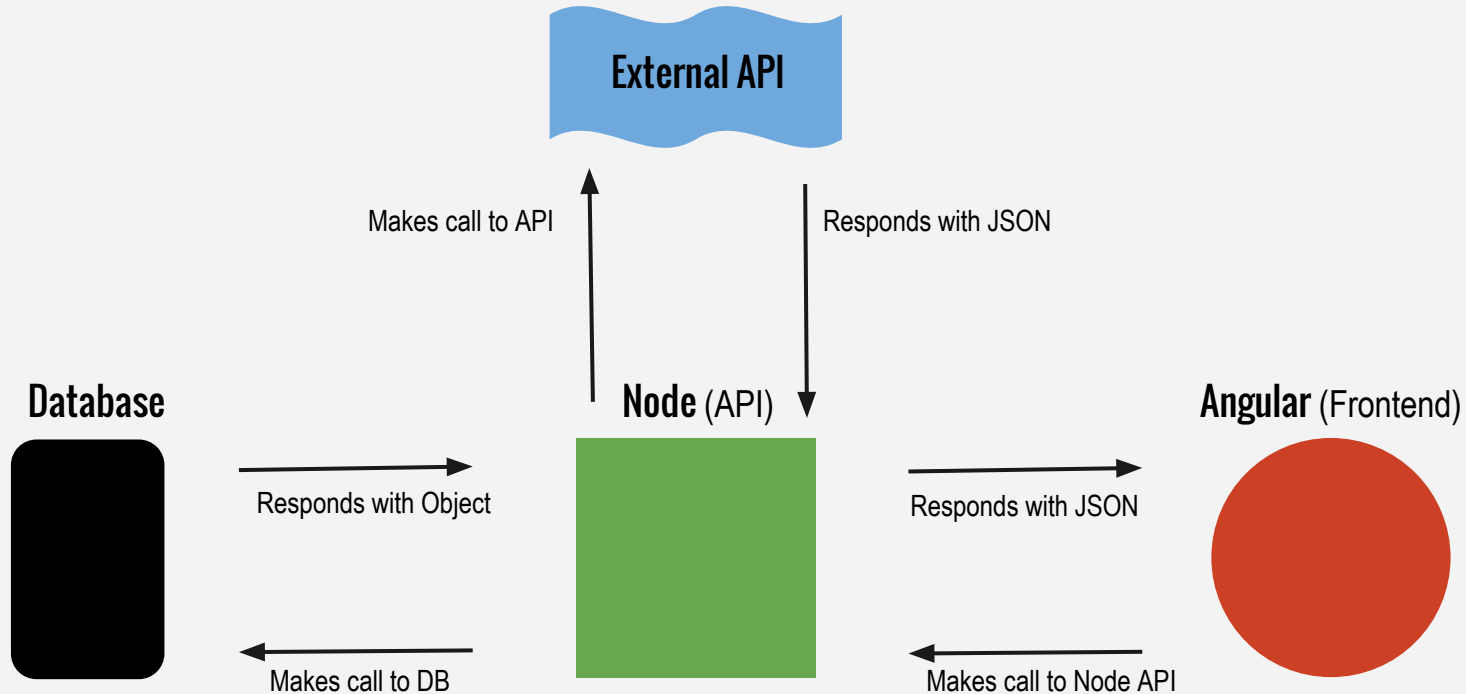 External API
Makes call to API
Responds with JSON
Database
Node (API)
Angular (Frontend)
Responds with Object
Responds with JSON
Makes call to DB
Makes call to Node API